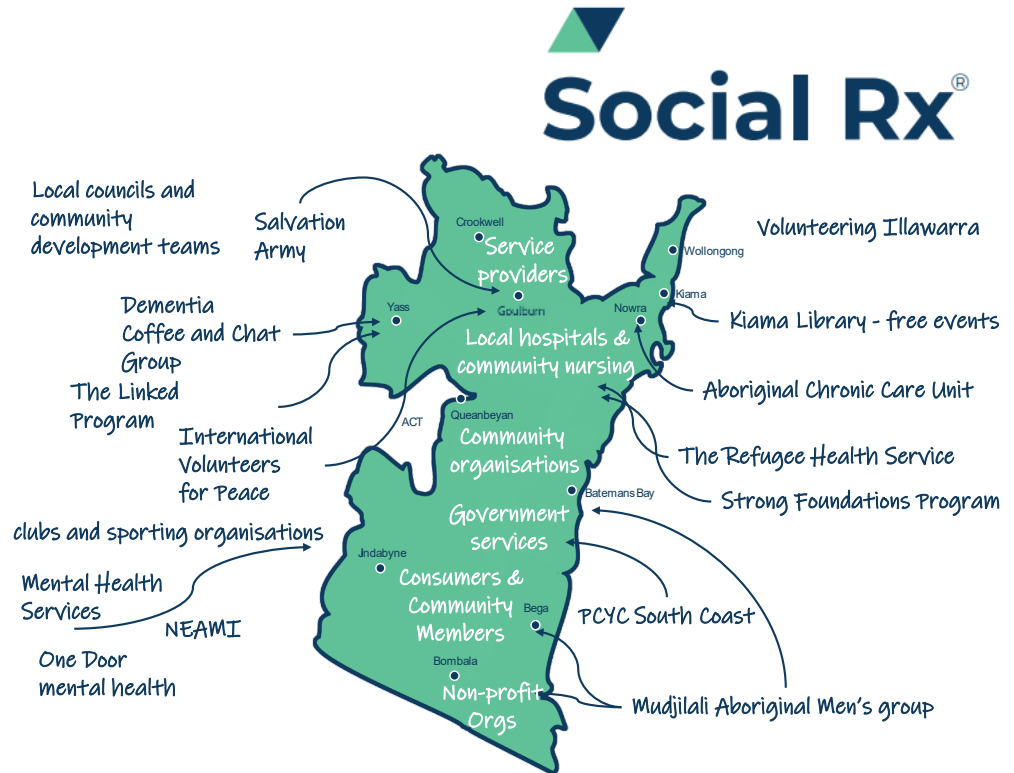 Social Rx®
Local councils and
community
development teams
Salvation
Army
Crookwell
Service
providers
Volunteering Illawarra
Wollongong
Dementia
Coffee and Chat
Group
Yass
Goulburn
Nowra
Kiama
Kiama Library - free events
Local hospitals &
community nursing
The Linked
Program
Aboriginal Chronic Care Unit
ACT
Queanbeyan
International
Volunteers
for Peace
Community
organisations
The Refugee Health Service
Batemans Bay
Strong Foundations Program
clubs and sporting organisations
Government
services
Jindabyne
Mental Health
Services
Consumers &
Community
Members
Bega
PCYC South Coast
NEAMI
One Door
mental health
Bombala
Non-profit
Orgs
Mudjilali Aboriginal Men's group